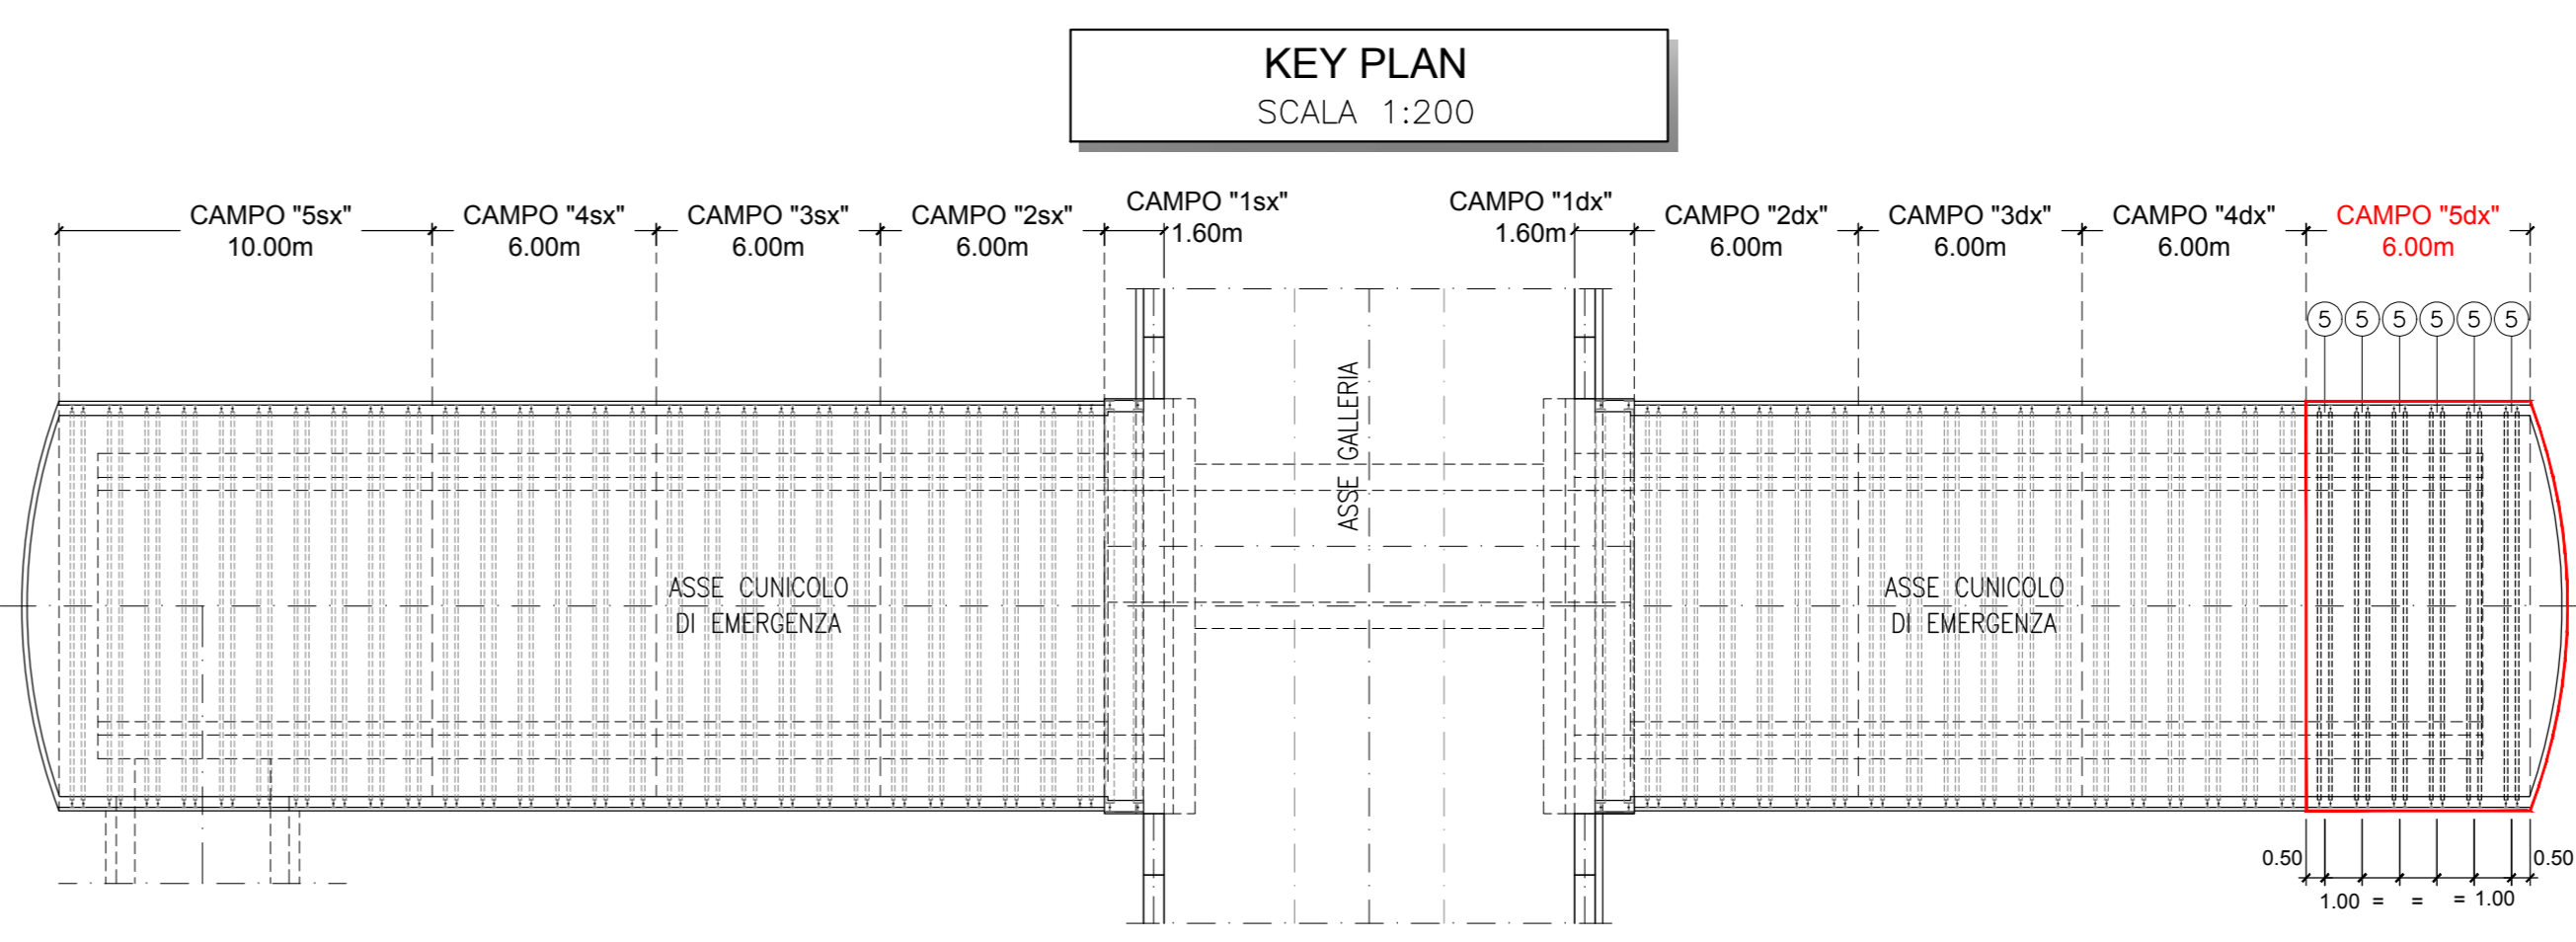 KEY PLAN
SCALA 1:200
CAMPO "5sx"
10.00m
CAMPO "4sx"
6.00m
CAMPO "3sx"
6.00m
CAMPO "2sx"
6.00m
CAMPO "1sx"
1.60m
CAMPO "1dx"
1.60m
CAMPO "2dx"
6.00m
CAMPO "3dx"
6.00m
CAMPO "4dx"
6.00m
CAMPO "5dx"
6.00m
5 5 5 5 5 5
ASSE GALLERIA
ASSE CUNICOLO
DI EMERGENZA
ASSE CUNICOLO
DI EMERGENZA
0.50 0.50
1.00 = = = 1.00